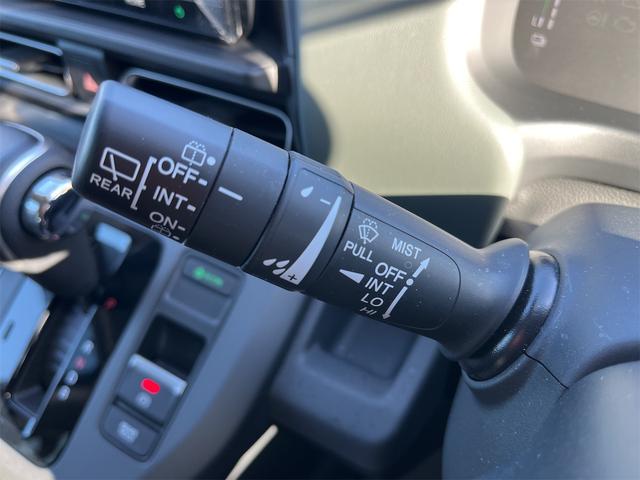 OFF
INT
ON
REAR
MIST
PULL
OFF
INT
LO
HI